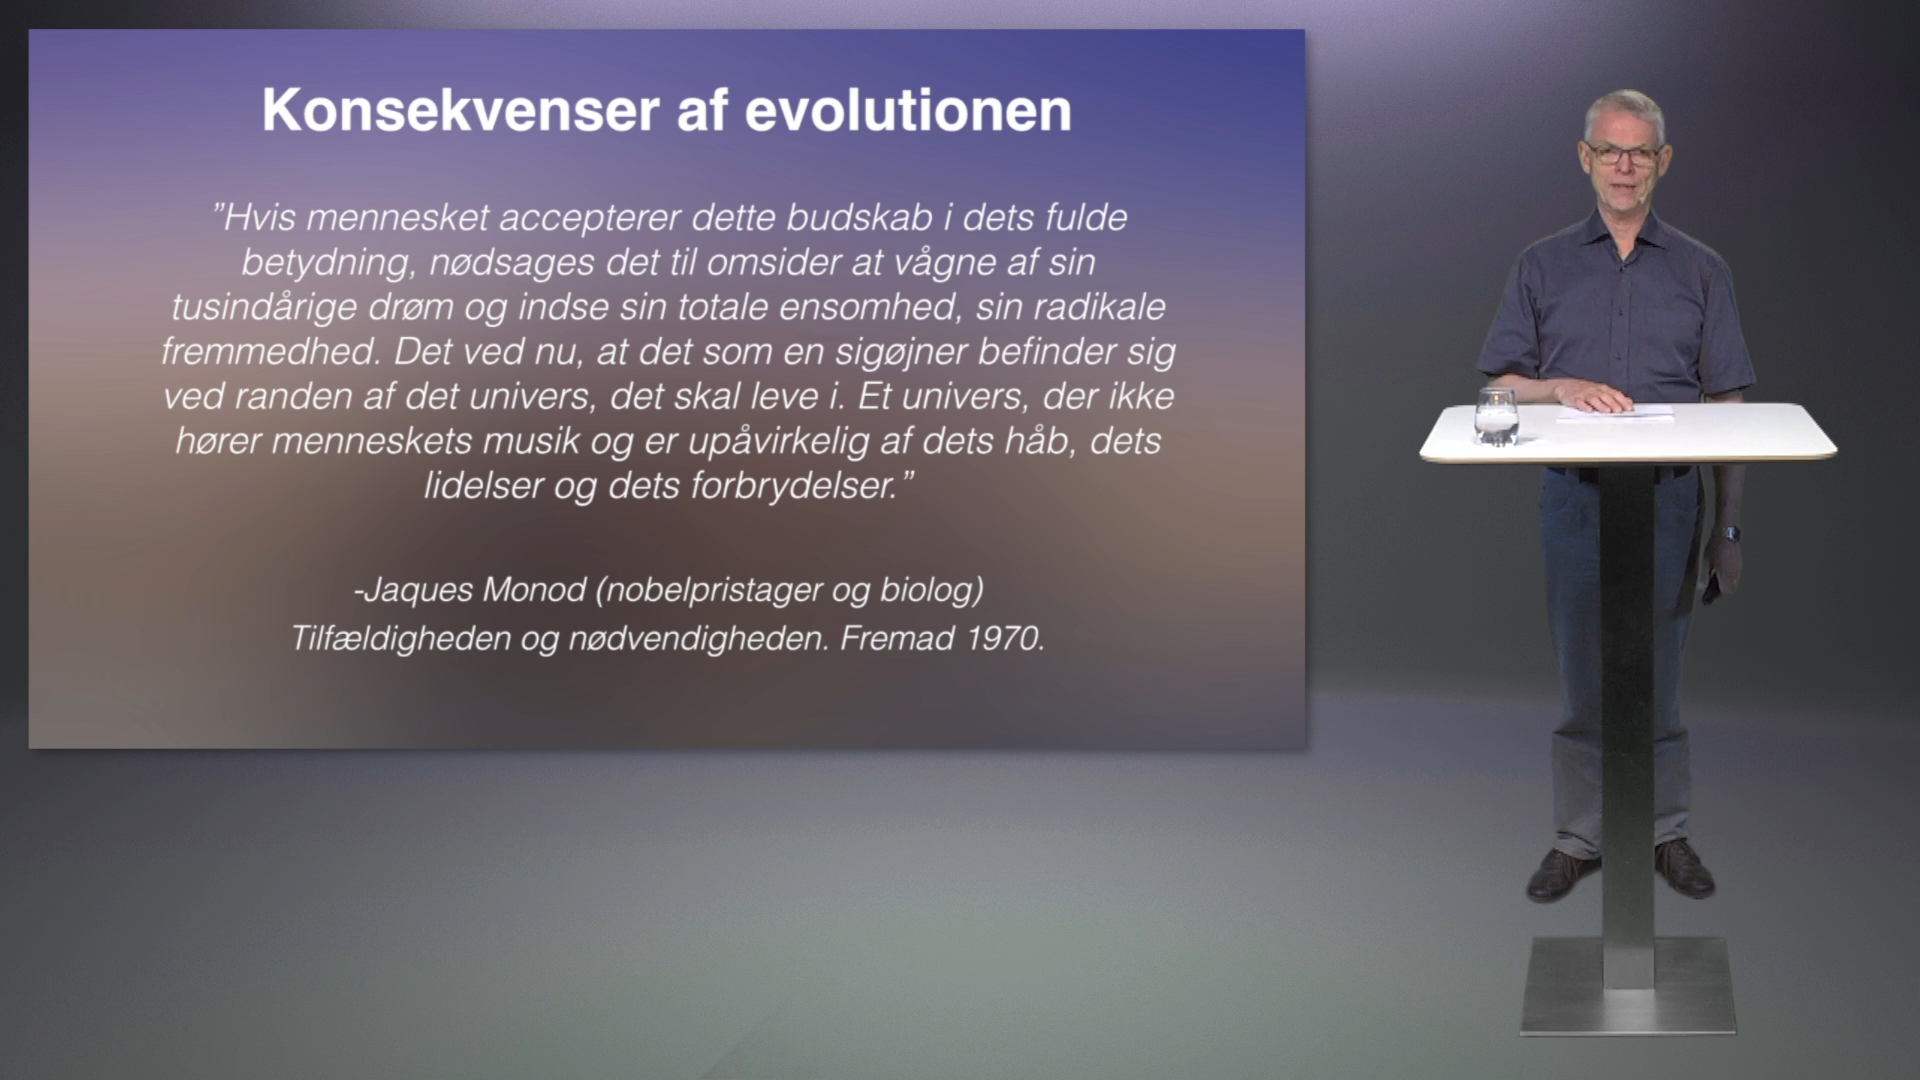 Konsekvenser af evolutionen
”Hvis mennesket accepterer dette budskab i dets fulde
betydning, nødsages det til omsider at vågne af sin
tusindårige drøm og indse sin totale ensomhed, sin radikale
fremmedhed. Det ved nu, at det som en sigøjner befinder sig
ved randen af det univers, det skal leve i. Et univers, der ikke
hører menneskets musik og er upåvirkelig af dets håb, dets
lidelser og dets forbrydelser.”
-Jaques Monod (nobelpristager og biolog)
Tilfældigheden og nødvendigheden. Fremad 1970.